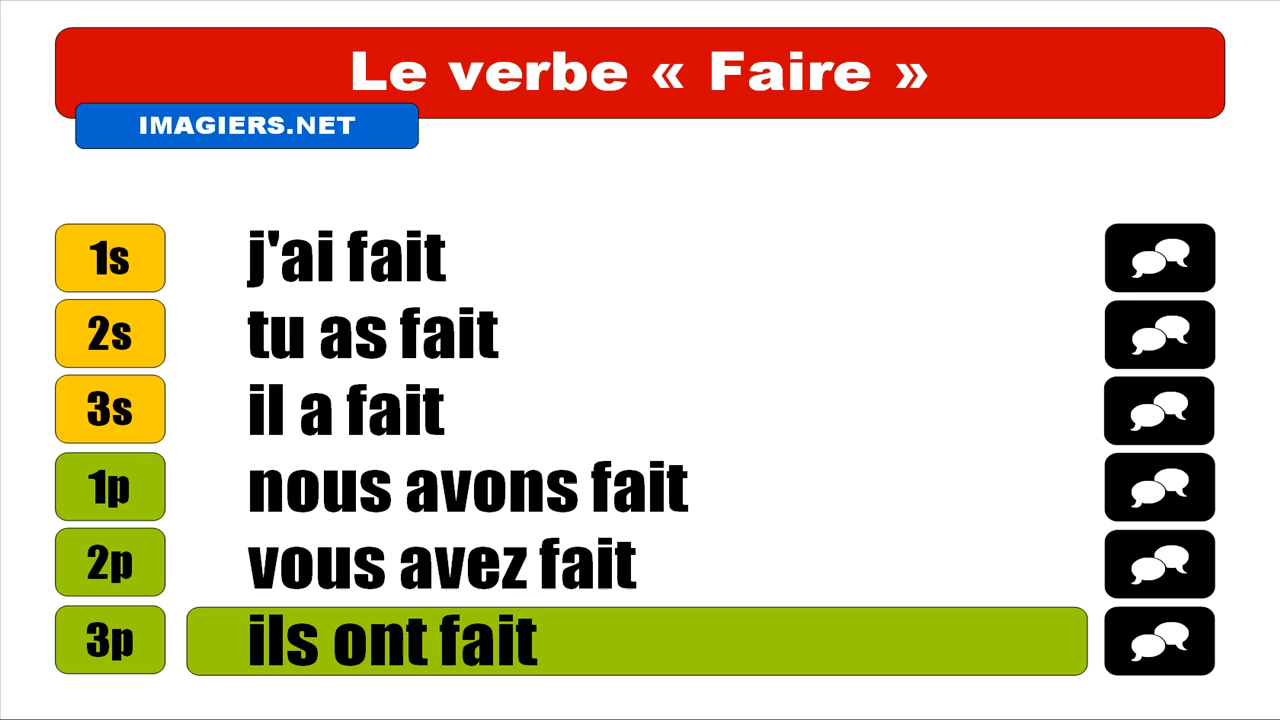 Le verbe « Faire »
IMAGIERS.NET
1s j'ai fait
2s tu as fait
3s il a fait
1p nous avons fait
2p vous avez fait
3p ils ont fait